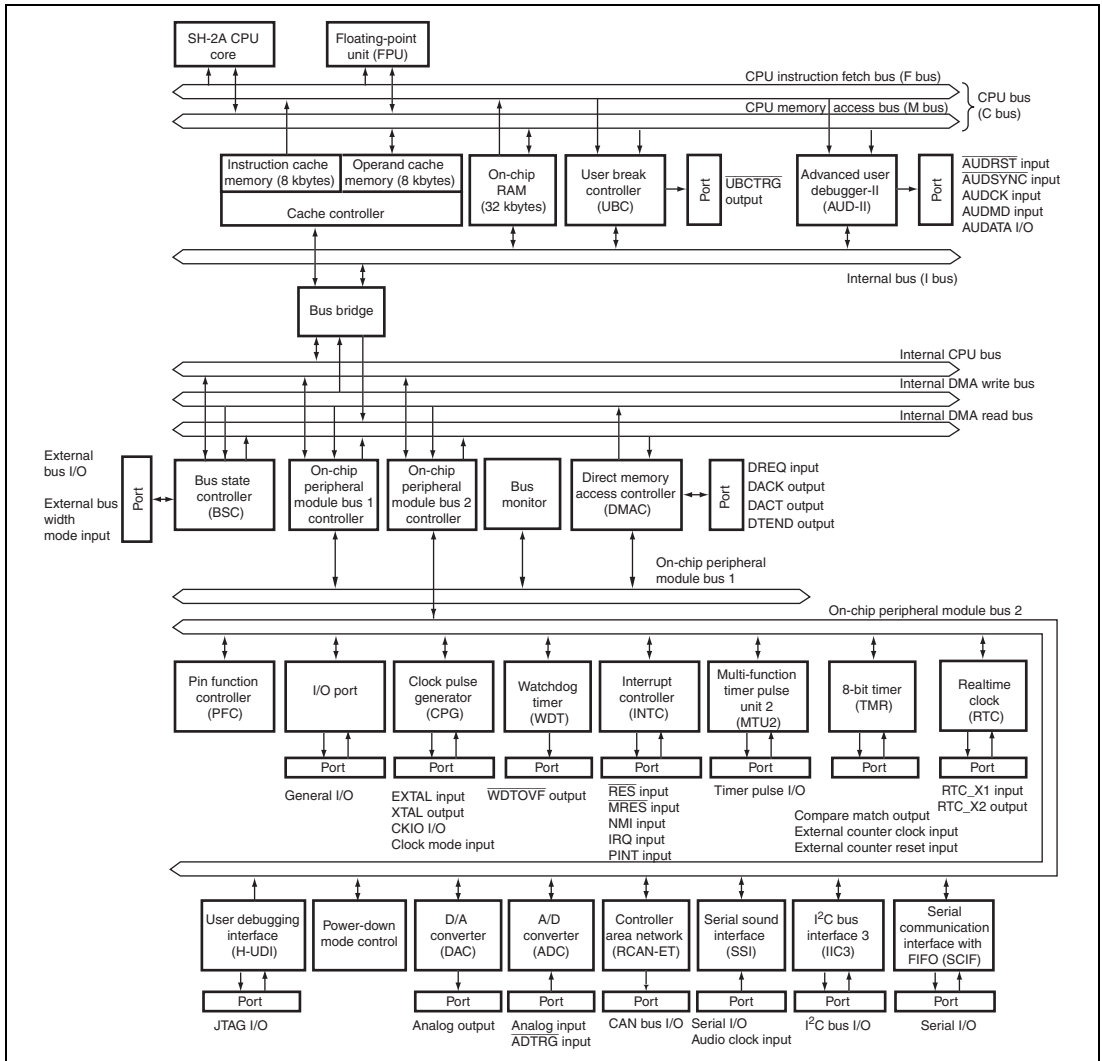 SH-2A CPU
core
Floating-point
unit (FPU)
CPU instruction fetch bus (F bus)
CPU memory access bus (M bus)
CPU bus
(C bus)
Instruction cache
memory (8 kbytes)
Operand cache
memory (8 kbytes)
Cache controller
On-chip
RAM
(32 kbytes)
User break
controller
(UBC)
Port
UBCTRG
output
Advanced user
debugger-II
(AUD-II)
Port
AUDRST input
AUDSYNC input
AUDCK input
AUDMD input
AUDATA I/O
Internal bus (I bus)
Bus bridge
Internal CPU bus
Internal DMA write bus
Internal DMA read bus
External
bus I/O
External bus
width
mode input
Port
Bus state
controller
(BSC)
On-chip
peripheral
module bus 1
controller
On-chip
peripheral
module bus 2
controller
Bus
monitor
Direct memory
access controller
(DMAC)
Port
DREQ input
DACK output
DACT output
DTEND output
On-chip peripheral
module bus 1
On-chip peripheral module bus 2
Pin function
controller
(PFC)
I/O port
Clock pulse
generator
(CPG)
Watchdog
timer
(WDT)
Interrupt
controller
(INTC)
Multi-function
timer pulse
unit 2
(MTU2)
8-bit timer
(TMR)
Realtime
clock
(RTC)
Port
Port
Port
Port
Port
Port
Port
General I/O
EXTAL input
XTAL output
CKIO I/O
Clock mode input
WDTOVF output
RES input
MRES input
NMI input
IRQ input
PINT input
Timer pulse I/O
Compare match output
External counter clock input
External counter reset input
RTC_X1 input
RTC_X2 output
User debugging
interface
(H-UDI)
Power-down
mode control
D/A
converter
(DAC)
A/D
converter
(ADC)
Controller
area network
(RCAN-ET)
Serial sound
interface
(SSI)
I²C bus
interface 3
(IIC3)
Serial
communication
interface with
FIFO (SCIF)
Port
Port
Port
Port
Port
Port
Port
JTAG I/O
Analog output
Analog input
ADTRG input
CAN bus I/O
Serial I/O
Audio clock input
I²C bus I/O
Serial I/O